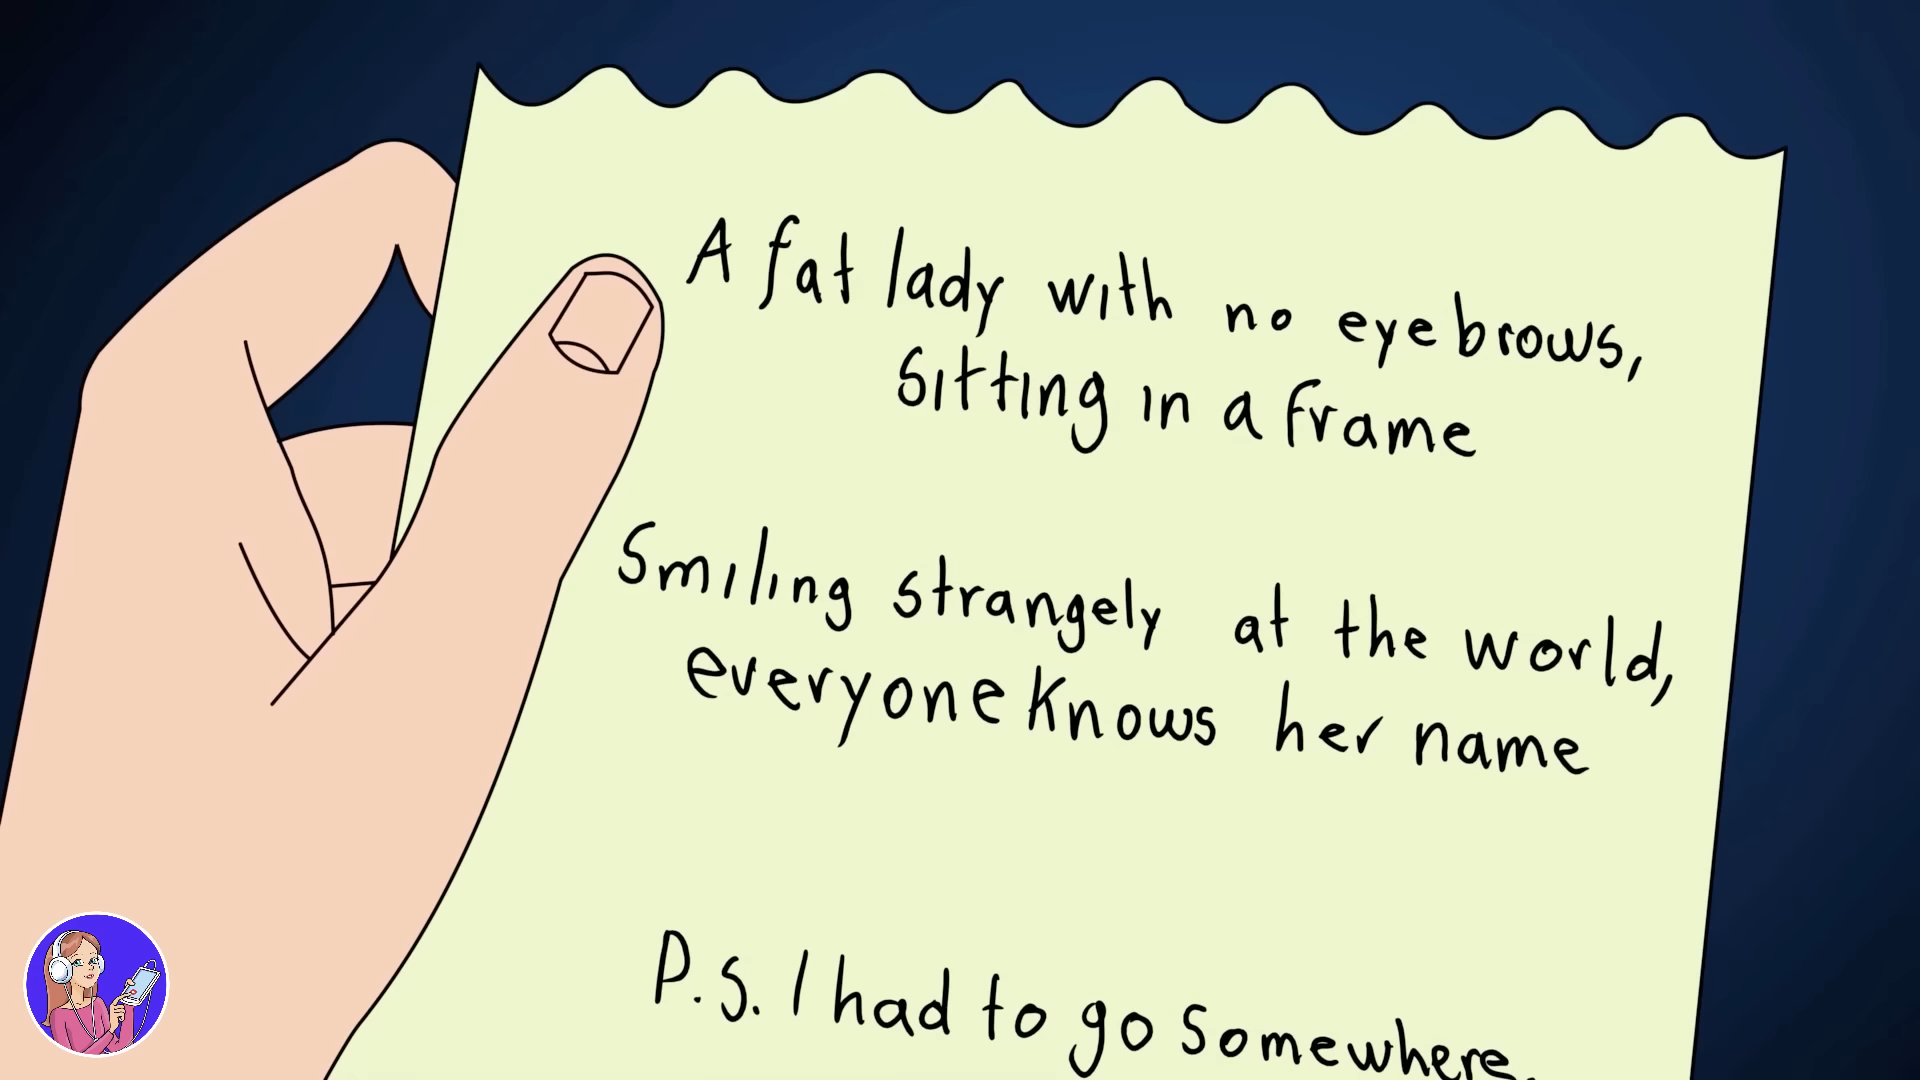 A fat lady with no eyebrows,
sitting in a frame
Smiling strangely at the world,
everyone knows her name
P.S. I had to go somewhere.